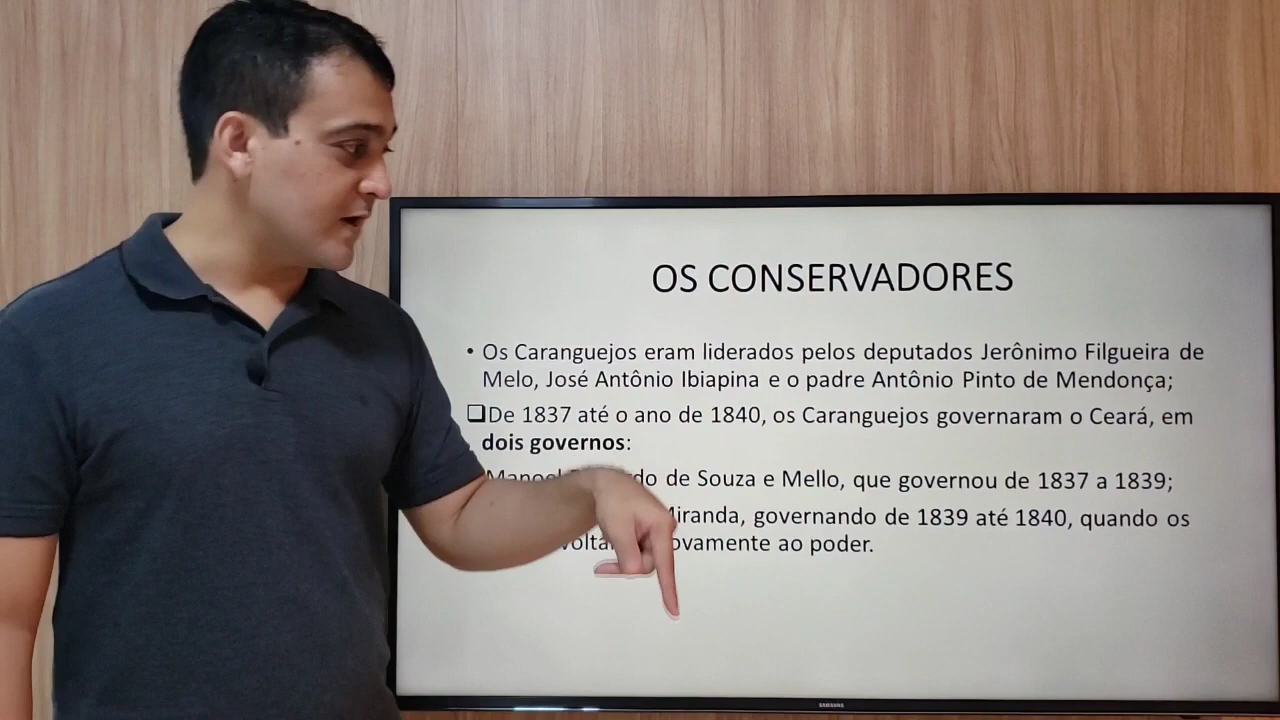 OS CONSERVADORES
• Os Caranguejos eram liderados pelos deputados Jerônimo Filgueira de
Melo, José Antônio Ibiapina e o padre Antônio Pinto de Mendonça;
❑De 1837 até o ano de 1840, os Caranguejos governaram o Ceará, em
dois governos:
de Souza e Mello, que governou de 1837 a 1839;
Miranda, governando de 1839 até 1840, quando os
ao poder.
SAMSUNG